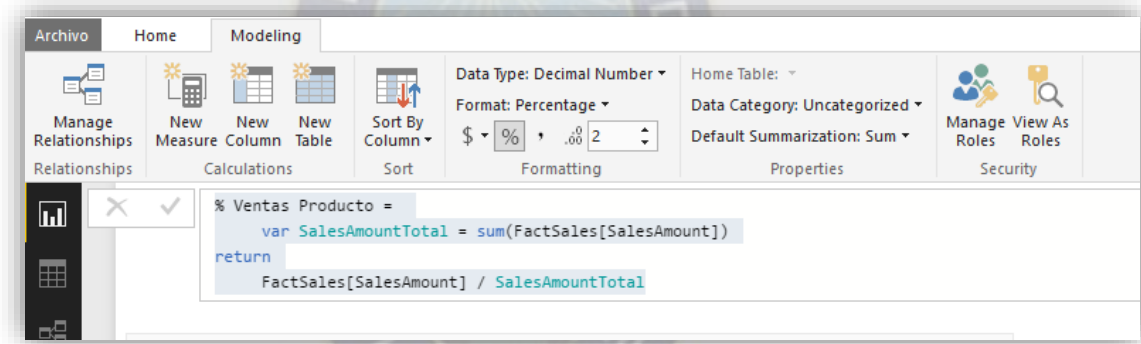 Archivo Home Modeling
Manage Relationships
New Measure
New Column
New Table
Sort By Column
Data Type: Decimal Number
Format: Percentage
$ % , .00 2
Home Table:
Data Category: Uncategorized
Default Summarization: Sum
Manage Roles
View As Roles
Relationships Calculations Sort Formatting Properties Security
% Ventas Producto =
var SalesAmountTotal = sum(FactSales[SalesAmount])
return
FactSales[SalesAmount] / SalesAmountTotal